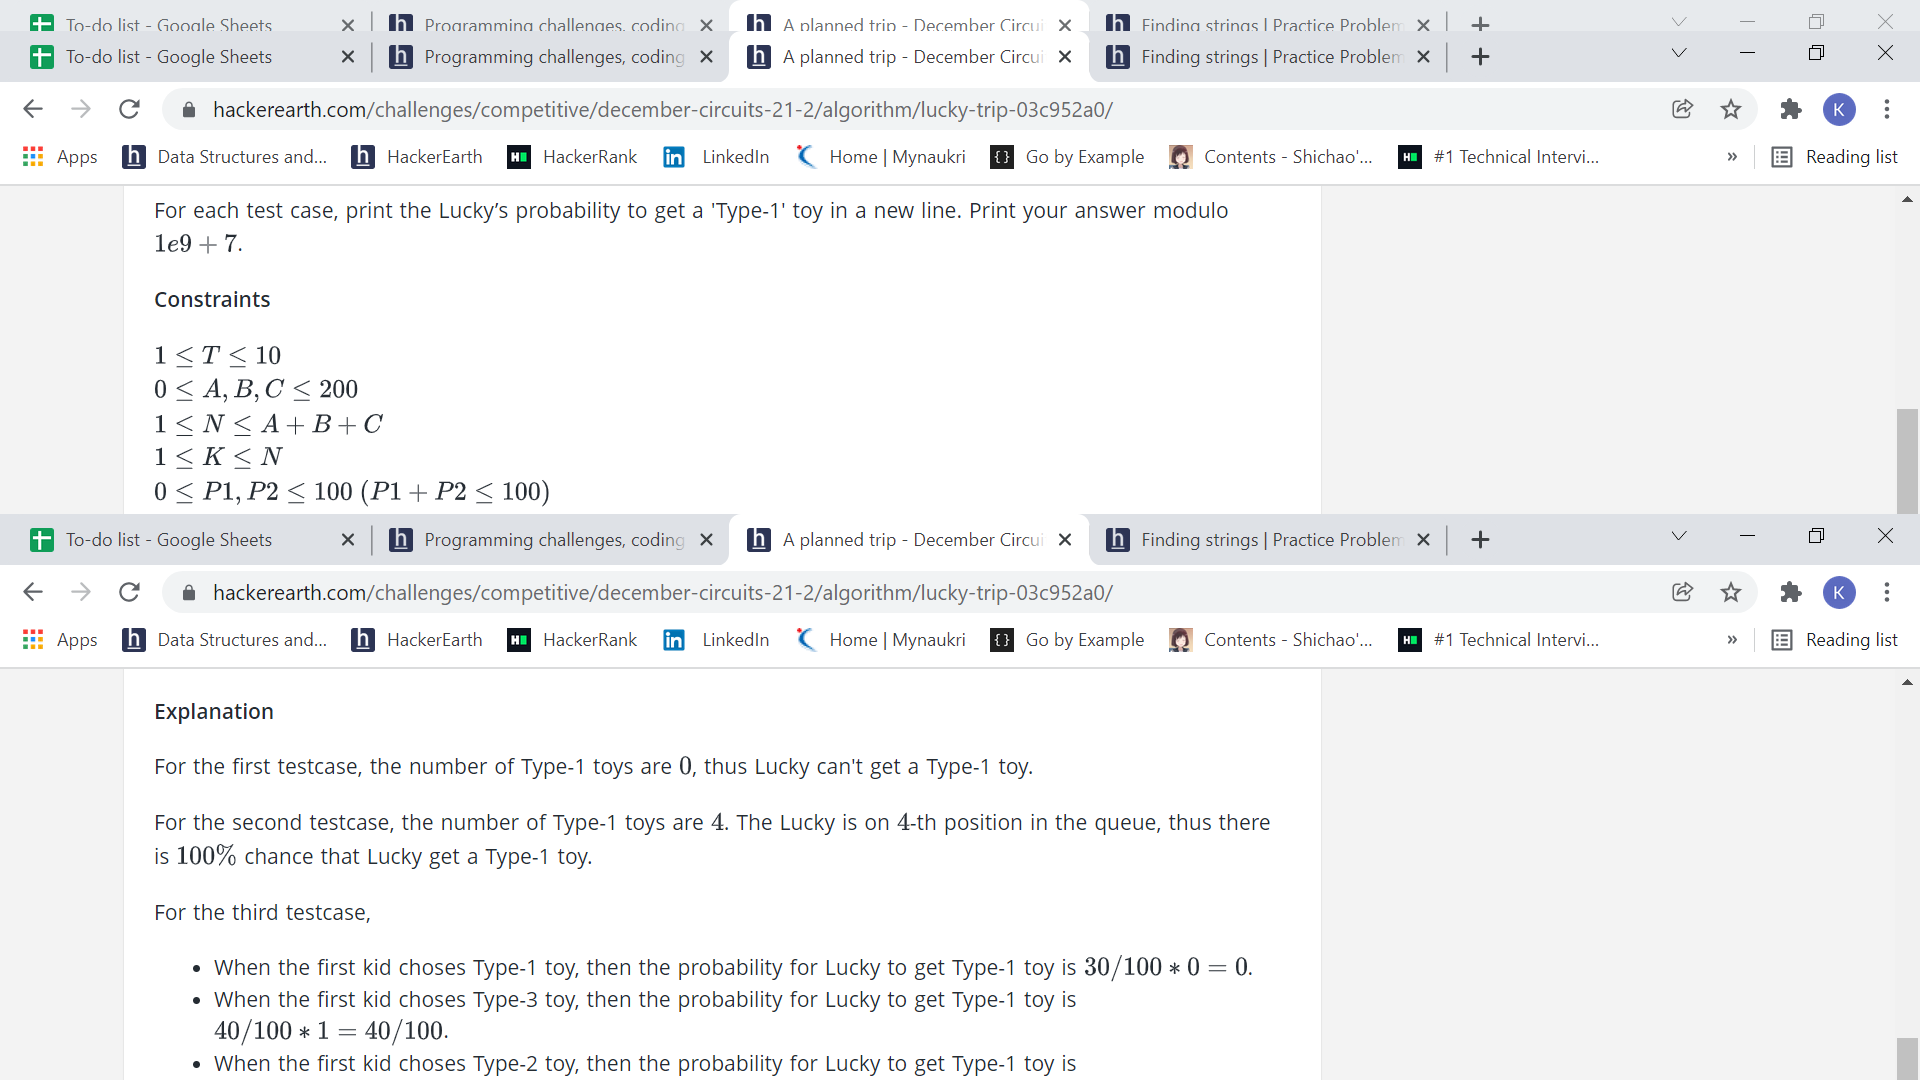 To-do list - Google Sheets
Programming challenges, coding
A planned trip - December Circui
Finding strings | Practice Problem
To-do list - Google Sheets
Programming challenges, coding
A planned trip - December Circui
Finding strings | Practice Problem
hackerearth.com/challenges/competitive/december-circuits-21-2/algorithm/lucky-trip-03c952a0/
K
Apps
Data Structures and...
HackerEarth
HackerRank
LinkedIn
Home | Mynaukri
Go by Example
Contents - Shichao'...
#1 Technical Intervi...
»
Reading list
For each test case, print the Lucky’s probability to get a 'Type-1' toy in a new line. Print your answer modulo
1e9 + 7.
Constraints
1 ≤ T ≤ 10
0 ≤ A, B, C ≤ 200
1 ≤ N ≤ A + B + C
1 ≤ K ≤ N
0 ≤ P1, P2 ≤ 100 (P1 + P2 ≤ 100)
To-do list - Google Sheets
Programming challenges, coding
A planned trip - December Circui
Finding strings | Practice Problem
hackerearth.com/challenges/competitive/december-circuits-21-2/algorithm/lucky-trip-03c952a0/
K
Apps
Data Structures and...
HackerEarth
HackerRank
LinkedIn
Home | Mynaukri
Go by Example
Contents - Shichao'...
#1 Technical Intervi...
»
Reading list
Explanation
For the first testcase, the number of Type-1 toys are 0, thus Lucky can't get a Type-1 toy.
For the second testcase, the number of Type-1 toys are 4. The Lucky is on 4-th position in the queue, thus there
is 100% chance that Lucky get a Type-1 toy.
For the third testcase,
• When the first kid choses Type-1 toy, then the probability for Lucky to get Type-1 toy is 30/100 * 0 = 0.
• When the first kid choses Type-3 toy, then the probability for Lucky to get Type-1 toy is
40/100 * 1 = 40/100.
• When the first kid choses Type-2 toy, then the probability for Lucky to get Type-1 toy is